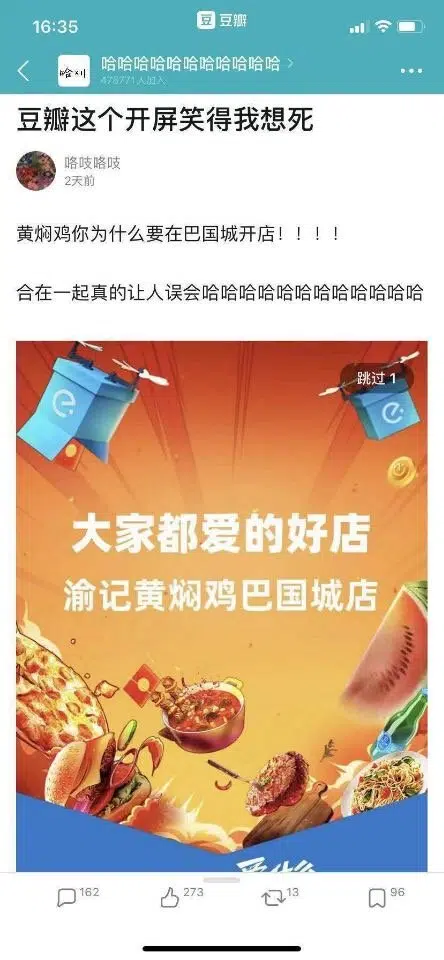 16:35
豆 豆瓣
哈哈哈哈哈哈哈哈哈哈哈
478771人加入
豆瓣这个开屏笑得我想死
咯吱咯吱
2天前
黄焖鸡你为什么要在巴国城开店！！！！
合在一起真的让人误会哈哈哈哈哈哈哈哈哈哈哈哈
跳过 1
大家都爱的好店
渝记黄焖鸡巴国城店
162
273
13
96